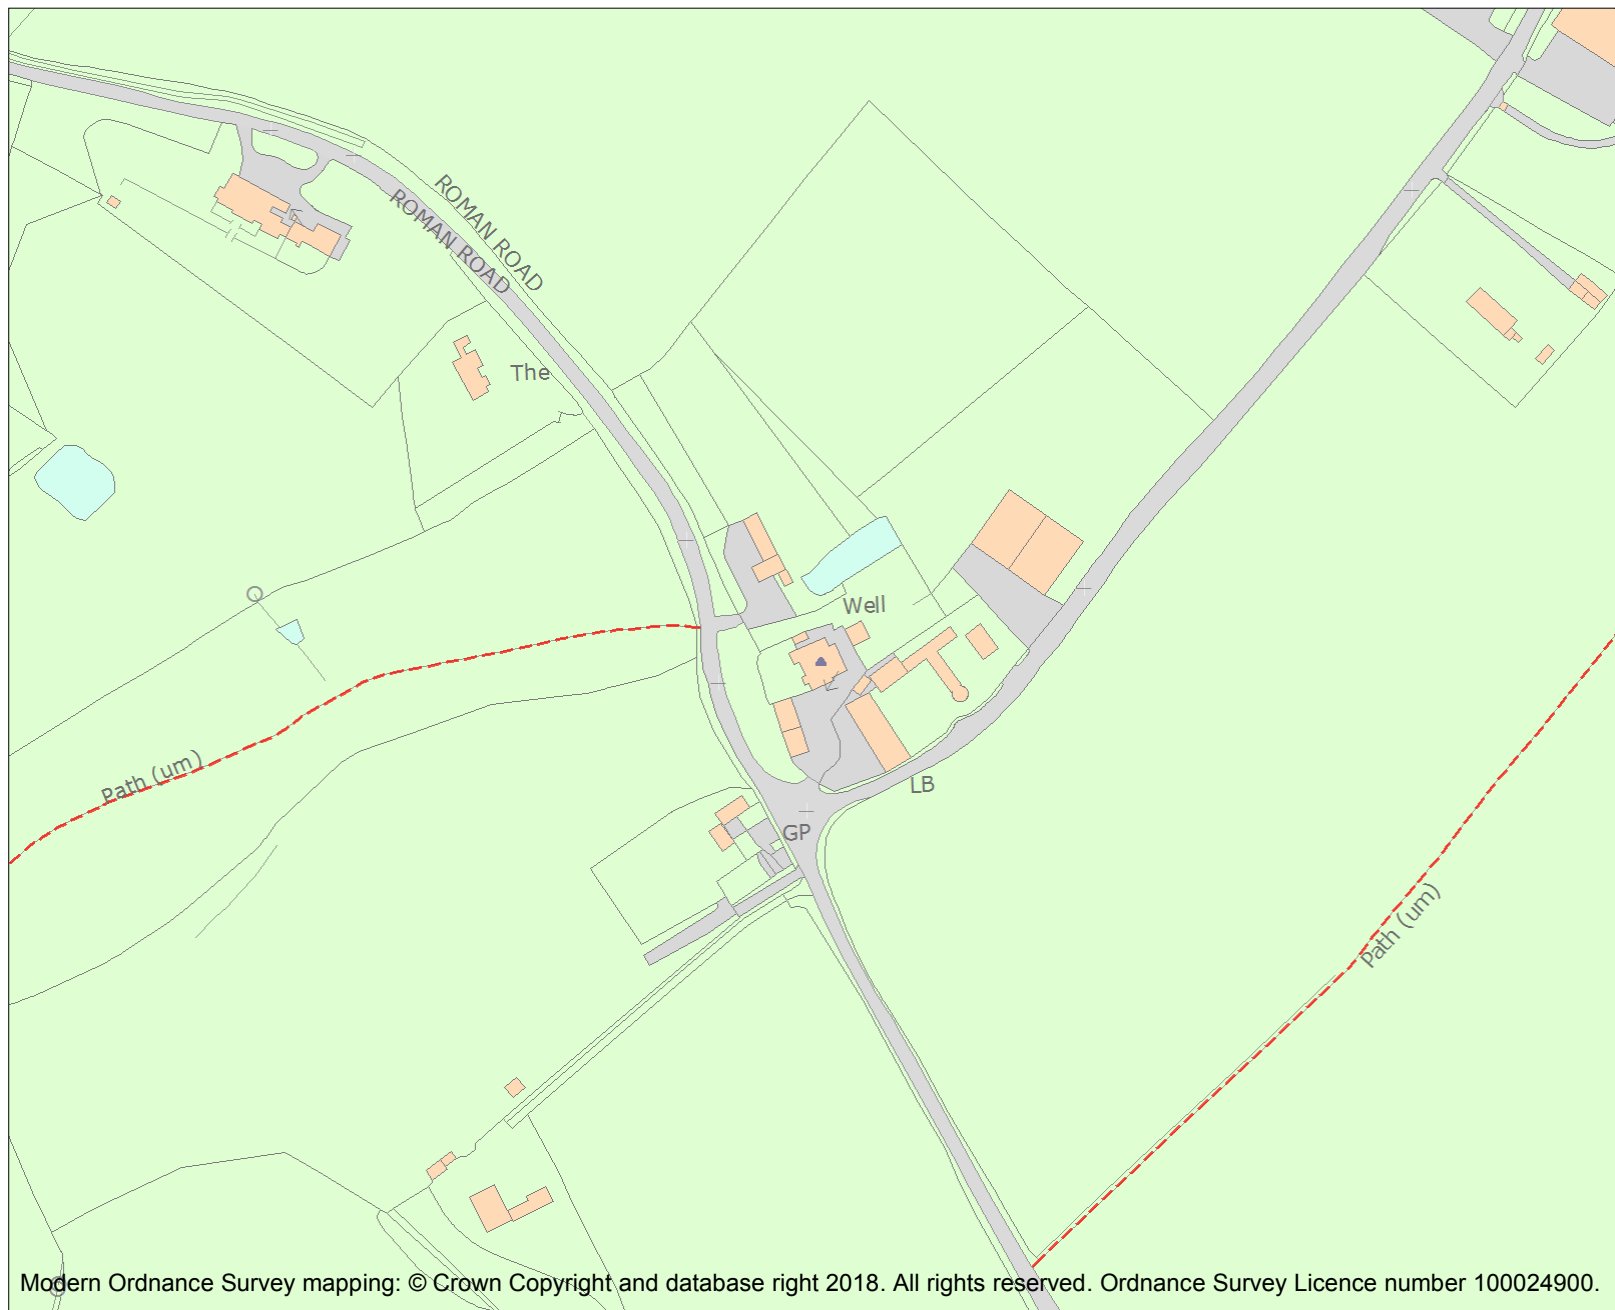 ROMAN ROAD
ROMAN ROAD
The
Well
Path (um)
LB
GP
Path (um)
Modern Ordnance Survey mapping: © Crown Copyright and database right 2018. All rights reserved. Ordnance Survey Licence number 100024900.